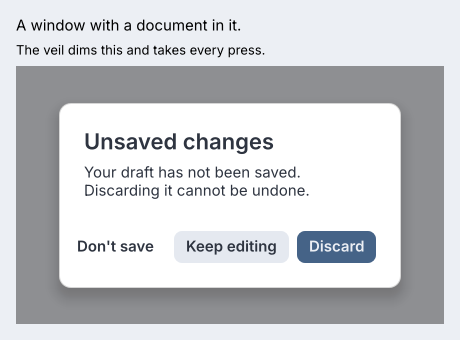 A window with a document in it.
The veil dims this and takes every press.
Unsaved changes
Your draft has not been saved.
Discarding it cannot be undone.
Don't save
Keep editing
Discard